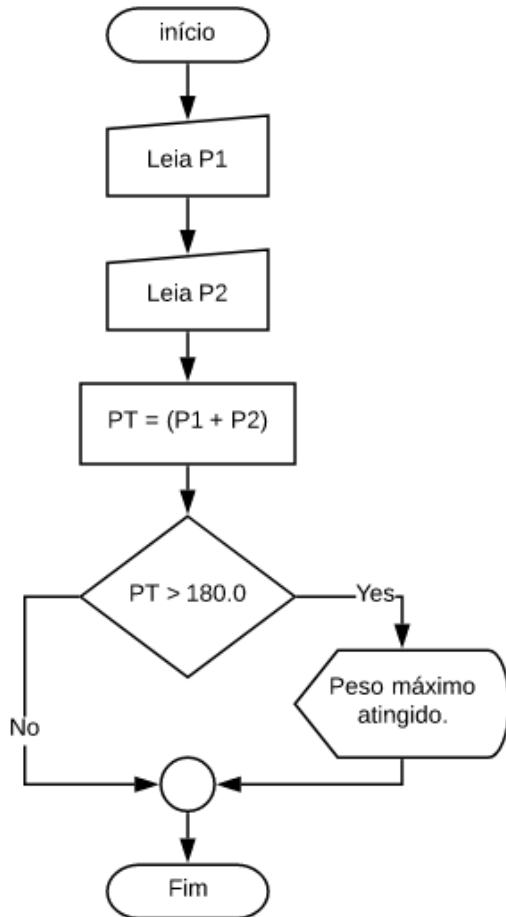 início
Leia P1
Leia P2
PT = (P1 + P2)
PT > 180.0
Yes
Peso máximo
atingido.
No
Fim